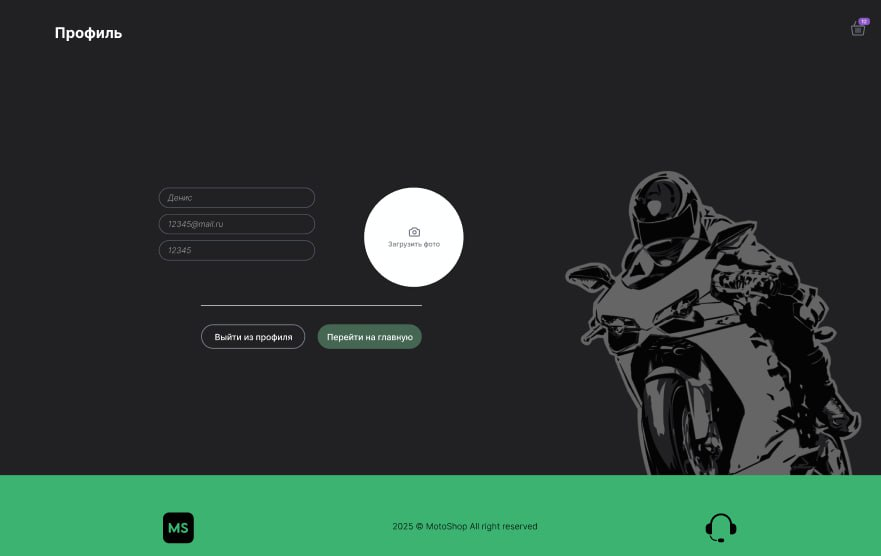 Профиль
12
Денис
12345@mail.ru
12345
Загрузить фото
Выйти из профиля
Перейти на главную
MS
2025 © MotoShop All right reserved